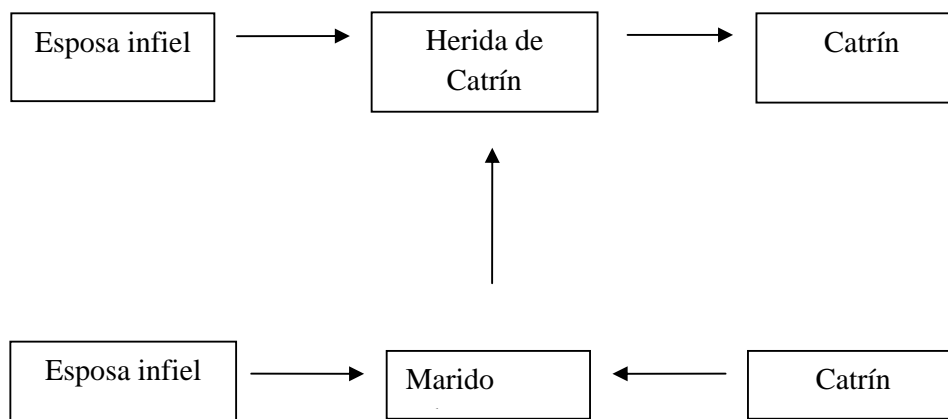 Esposa infiel
Herida de
Catrín
Catrín
Esposa infiel
Marido
Catrín